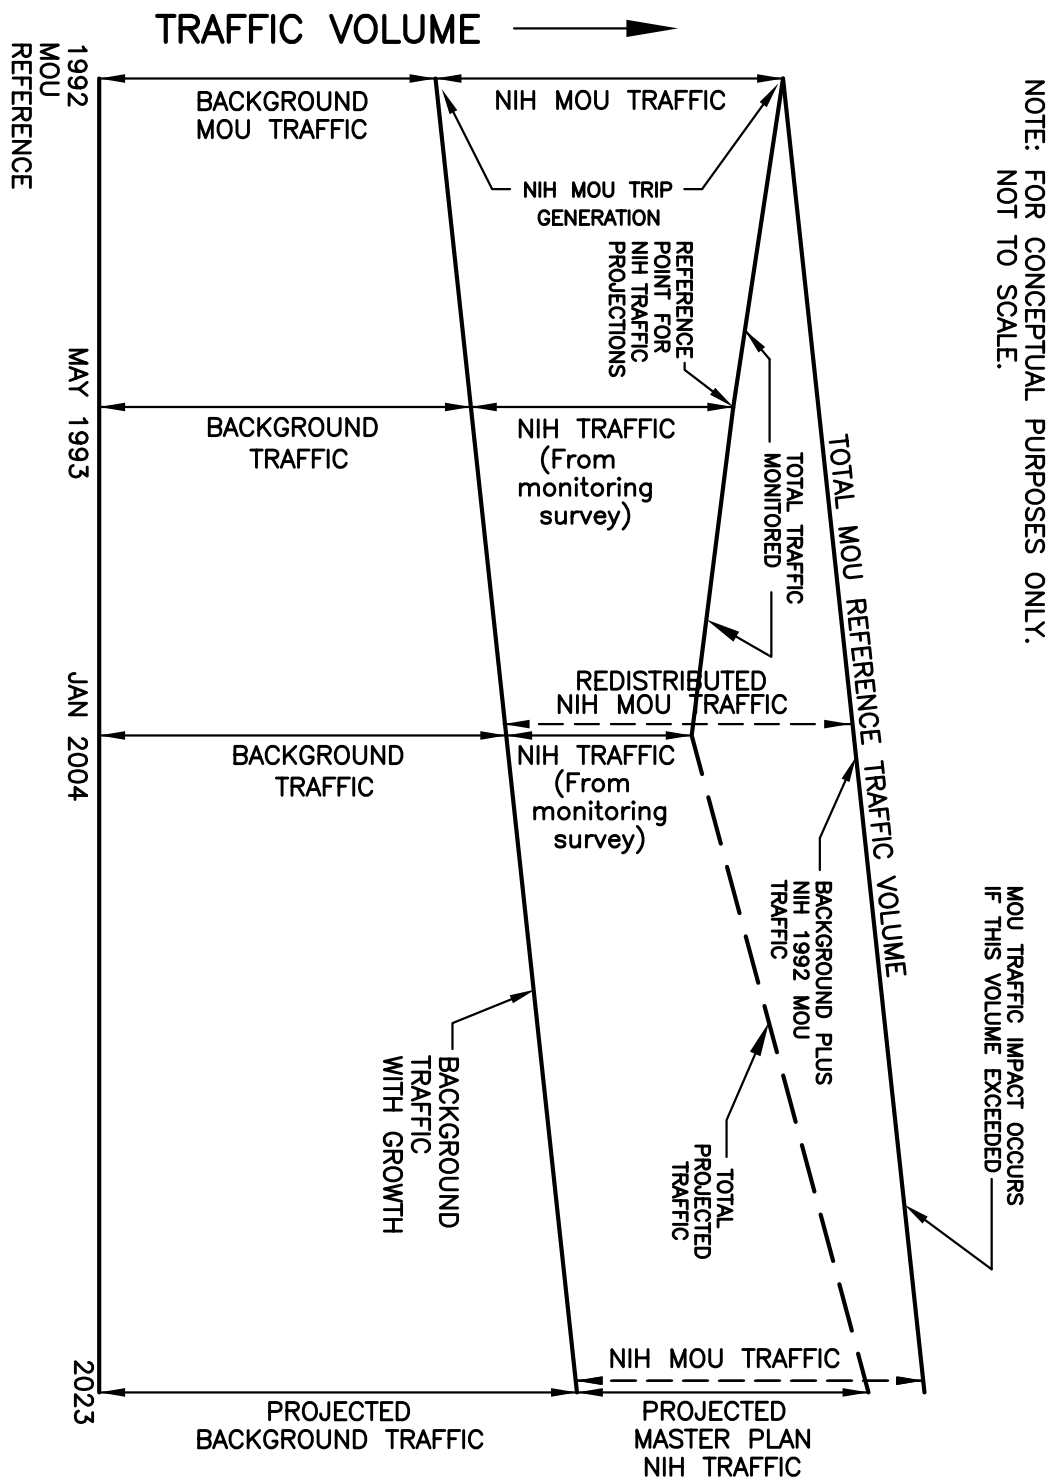 TRAFFIC VOLUME
NOTE: FOR CONCEPTUAL PURPOSES ONLY.
NOT TO SCALE.
1992
MOU
REFERENCE
BACKGROUND
MOU TRAFFIC
NIH MOU TRAFFIC
NIH MOU TRIP
GENERATION
REFERENCE
POINT FOR
NIH TRAFFIC
PROJECTIONS
MAY 1993
BACKGROUND
TRAFFIC
NIH TRAFFIC
(From
monitoring
survey)
TOTAL TRAFFIC
MONITORED
TOTAL MOU REFERENCE TRAFFIC VOLUME
JAN 2004
REDISTRIBUTED
NIH MOU TRAFFIC
BACKGROUND
TRAFFIC
NIH TRAFFIC
(From
monitoring
survey)
BACKGROUND PLUS
NIH 1992 MOU
TRAFFIC
MOU TRAFFIC IMPACT OCCURS
IF THIS VOLUME EXCEEDED
BACKGROUND
TRAFFIC
WITH GROWTH
TOTAL
PROJECTED
TRAFFIC
2023
NIH MOU TRAFFIC
PROJECTED
BACKGROUND TRAFFIC
PROJECTED
MASTER PLAN
NIH TRAFFIC